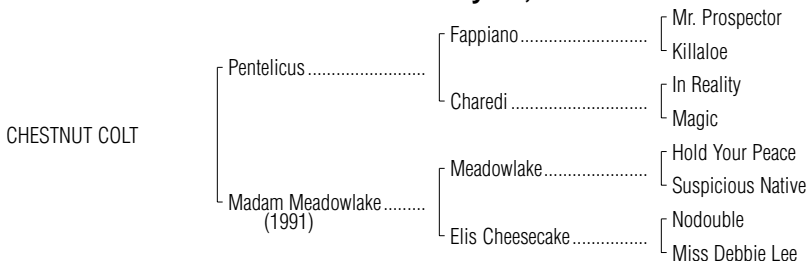 Mr. Prospector
Fappiano
Killaloe
Pentelicus
In Reality
Charedi
Magic
CHESTNUT COLT
Hold Your Peace
Meadowlake
Suspicious Native
Madam Meadowlake
(1991)
Nodouble
Elis Cheesecake
Miss Debbie Lee